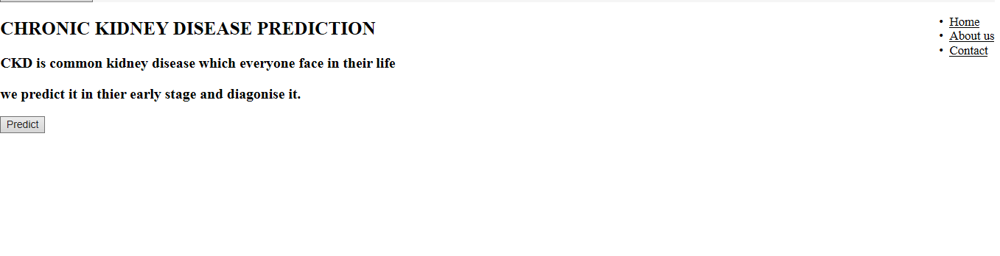 CHRONIC KIDNEY DISEASE PREDICTION
CKD is common kidney disease which everyone face in their life
we predict it in thier early stage and diagonise it.
Predict
Home
About us
Contact